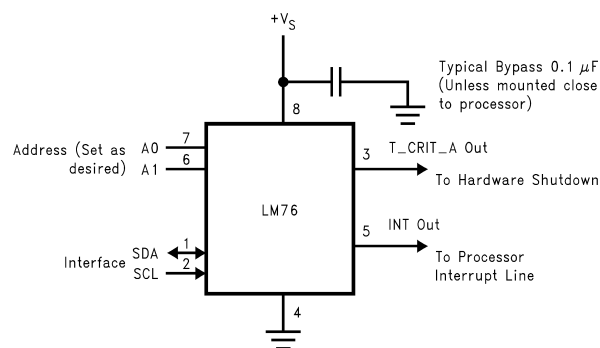 +VS
Typical Bypass 0.1 μF
(Unless mounted close
to processor)
8
Address (Set as
desired)
A0
7
A1
6
3
T_CRIT_A Out
To Hardware Shutdown
LM76
5
INT Out
To Processor
Interrupt Line
Interface
SDA
1
SCL
2
4